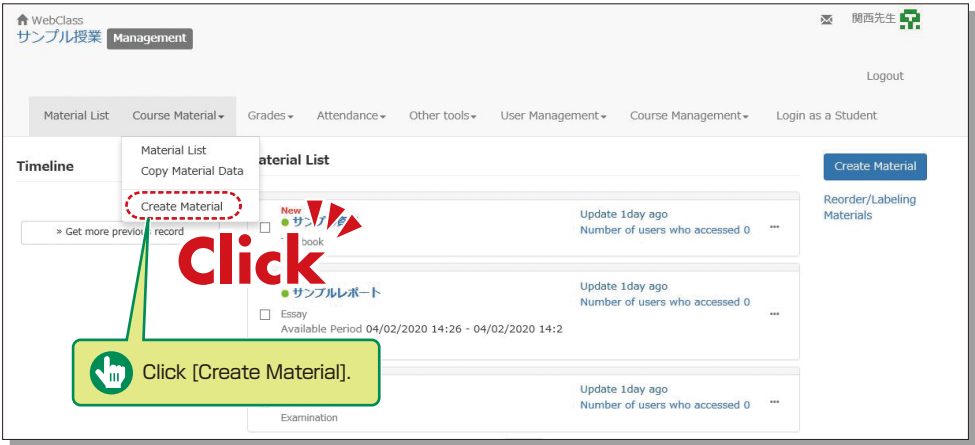 WebClass
サンプル授業 Management
関西先生
Logout
Material List Course Material Grades Attendance Other tools User Management Course Management Login as a Student
Material List
Copy Material Data
Create Material
Timeline
» Get more previous record
Material List
Create Material
Reorder/Labeling
Materials
New
サンプル
Update 1day ago
Number of users who accessed 0
サンプルレポート
Essay
Available Period 04/02/2020 14:26 - 04/02/2020 14:2
Update 1day ago
Number of users who accessed 0
Examination
Update 1day ago
Number of users who accessed 0
Click
Click [Create Material].